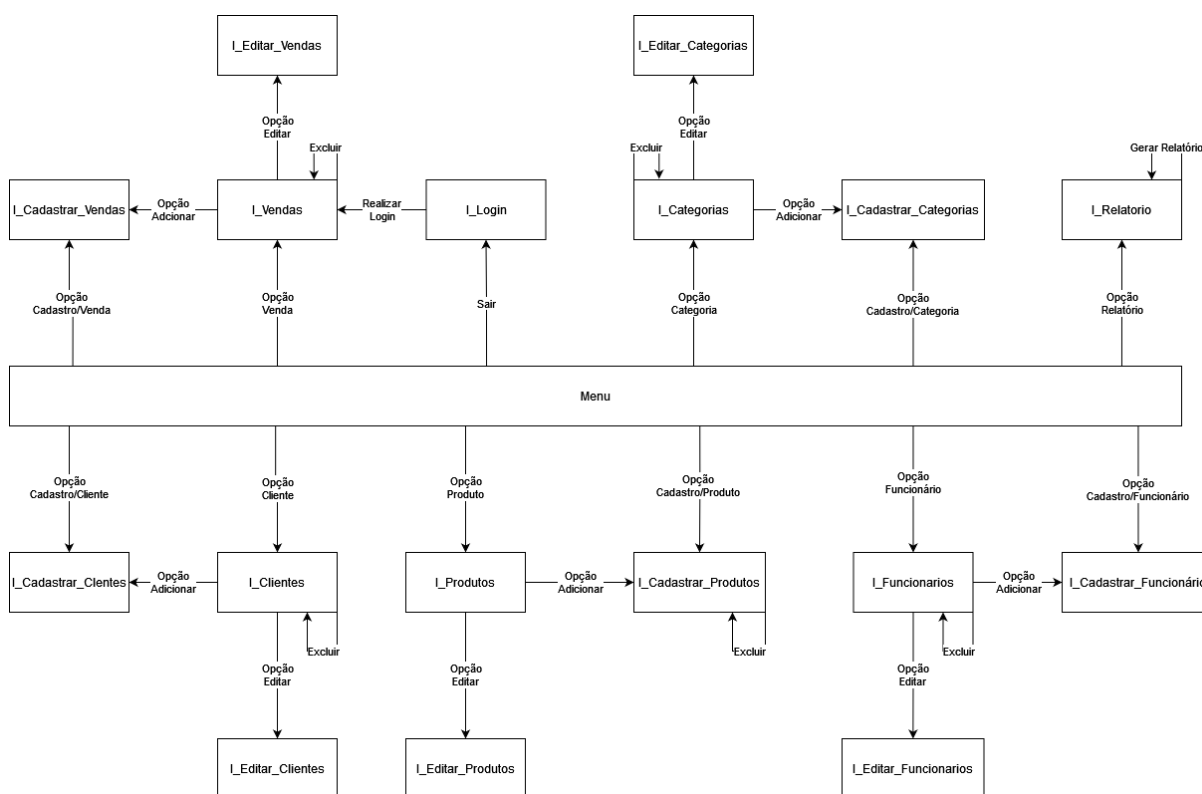 I_Editar_Vendas
I_Editar_Categorias
Opção
Editar
Opção
Editar
Excluir
Excluir
Gerar Relatório
I_Cadastrar_Vendas
Opção
Adcionar
I_Vendas
Realizar
Login
I_Login
I_Categorias
Opção
Adicionar
I_Cadastrar_Categorias
I_Relatorio
Opção
Cadastro/Venda
Opção
Venda
Sair
Opção
Categoria
Opção
Cadastro/Categoria
Opção
Relatório
Menu
Opção
Cadastro/Cliente
Opção
Cliente
Opção
Produto
Opção
Cadastro/Produto
Opção
Funcionário
Opção
Cadastro/Funcionário
I_Cadastrar_Clentes
Opção
Adicionar
I_Clientes
I_Produtos
Opção
Adicionar
I_Cadastrar_Produtos
I_Funcionarios
Opção
Adicionar
I_Cadastrar_Funcionário
Excluir
Excluir
Excluir
Opção
Editar
Opção
Editar
Opção
Editar
I_Editar_Clientes
I_Editar_Produtos
I_Editar_Funcionarios